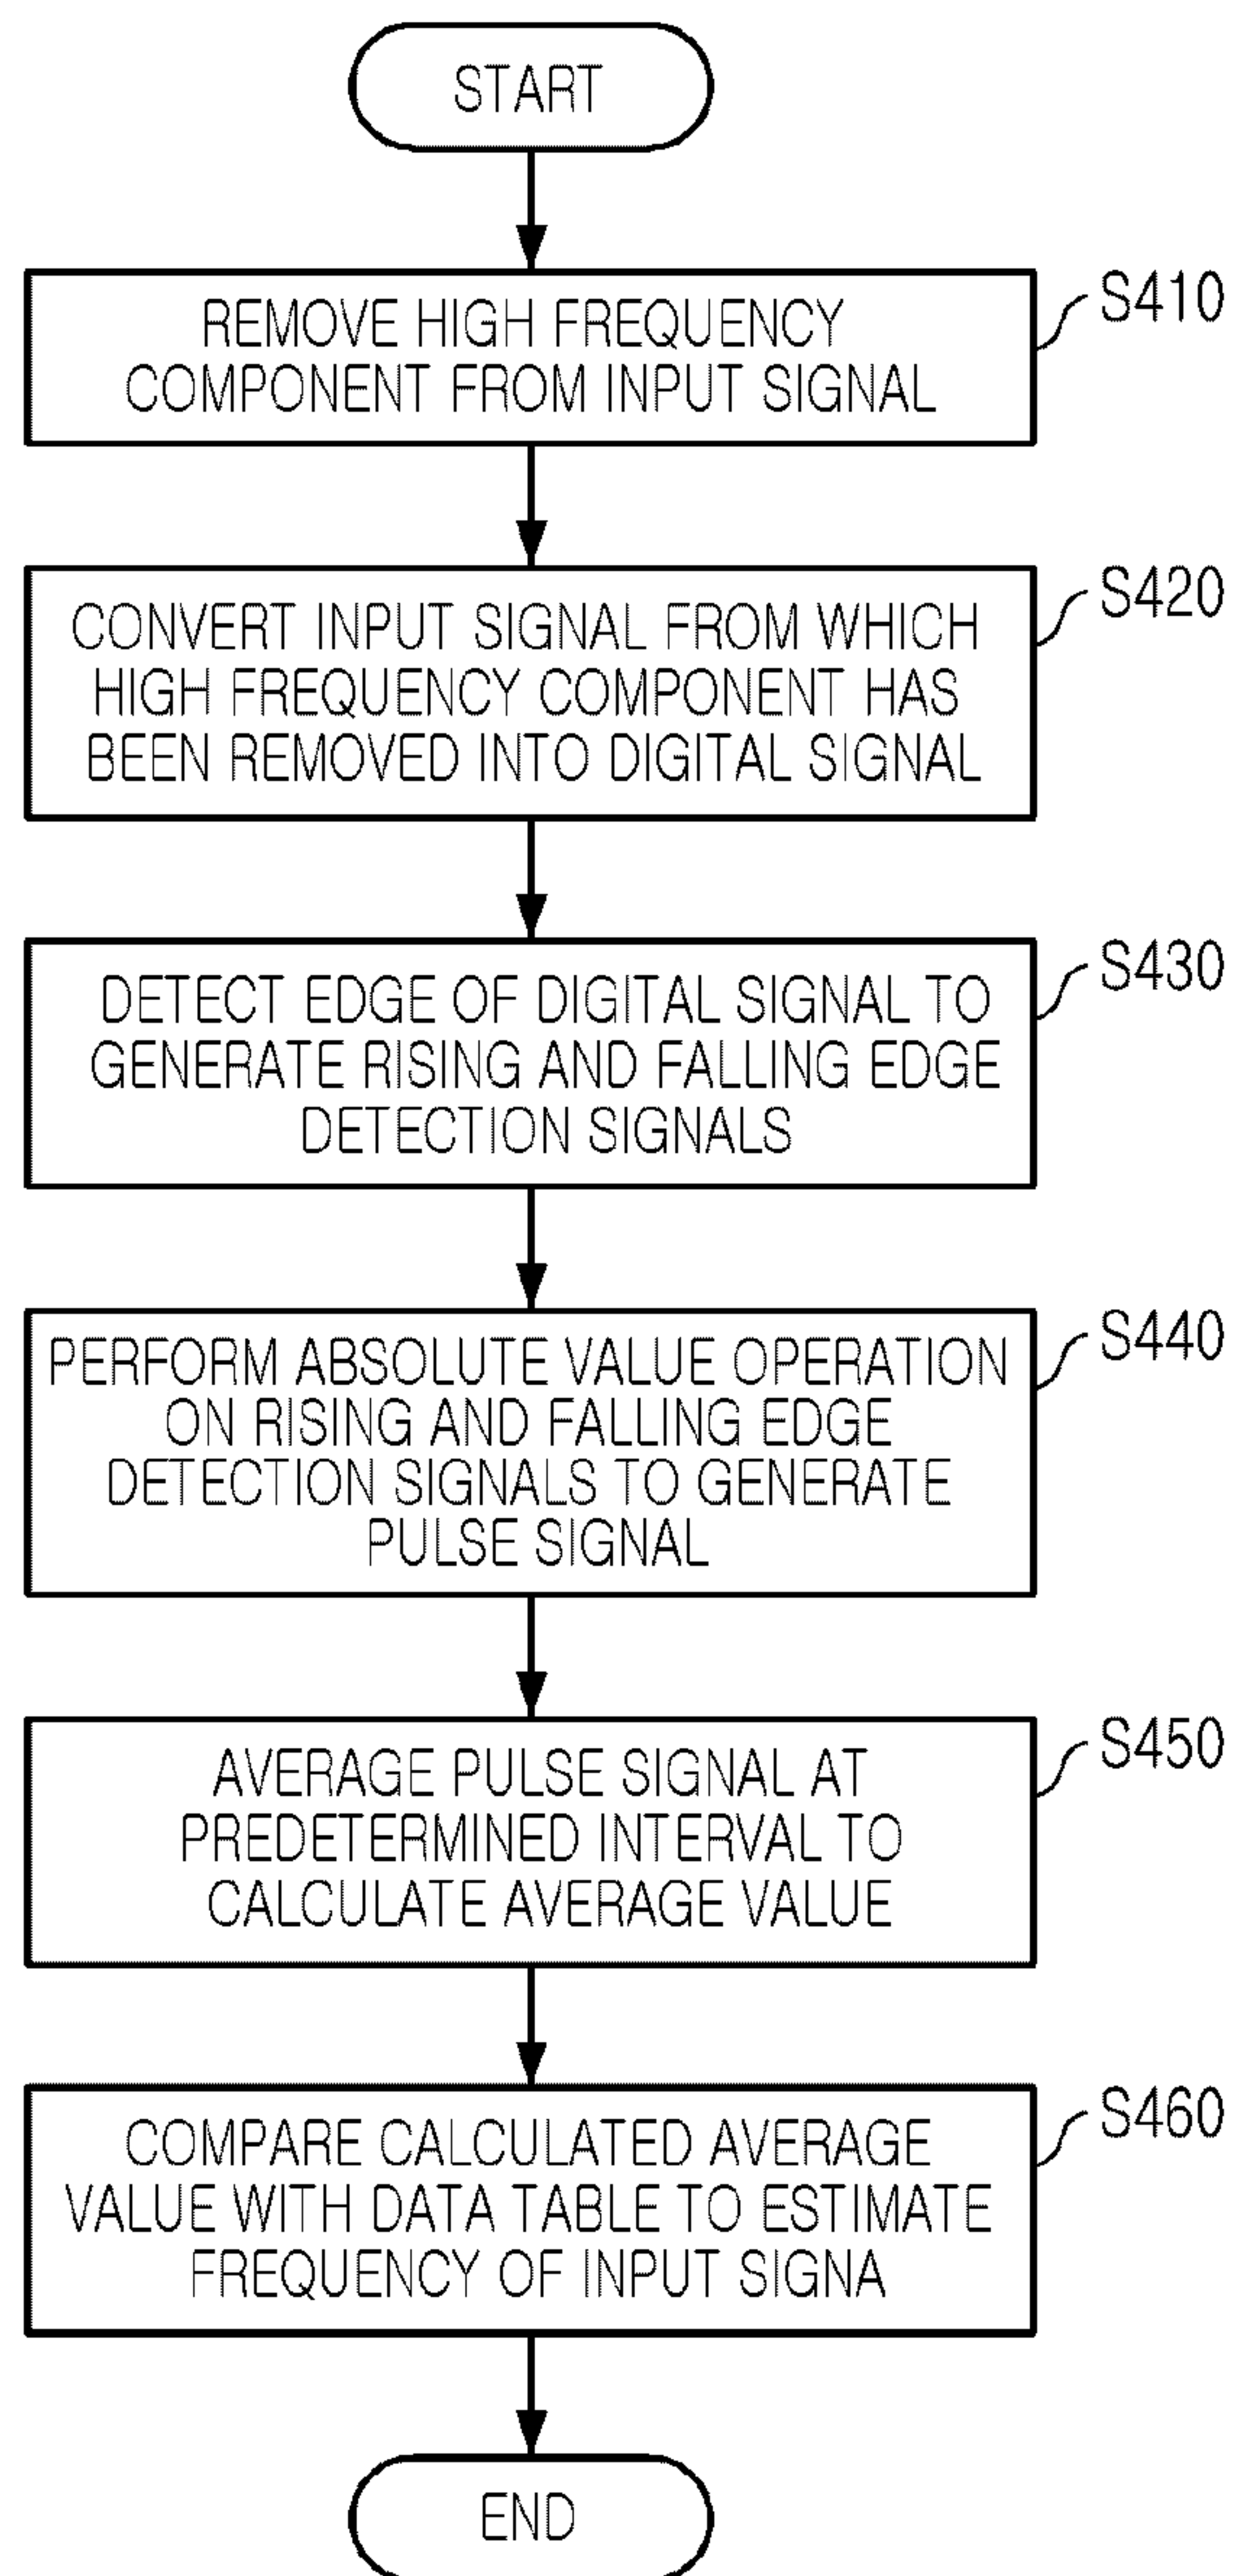 START
REMOVE HIGH FREQUENCY
COMPONENT FROM INPUT SIGNAL
S410
CONVERT INPUT SIGNAL FROM WHICH
HIGH FREQUENCY COMPONENT HAS
BEEN REMOVED INTO DIGITAL SIGNAL
S420
DETECT EDGE OF DIGITAL SIGNAL TO
GENERATE RISING AND FALLING EDGE
DETECTION SIGNALS
S430
PERFORM ABSOLUTE VALUE OPERATION
ON RISING AND FALLING EDGE
DETECTION SIGNALS TO GENERATE
PULSE SIGNAL
S440
AVERAGE PULSE SIGNAL AT
PREDETERMINED INTERVAL TO
CALCULATE AVERAGE VALUE
S450
COMPARE CALCULATED AVERAGE
VALUE WITH DATA TABLE TO ESTIMATE
FREQUENCY OF INPUT SIGNA
S460
END